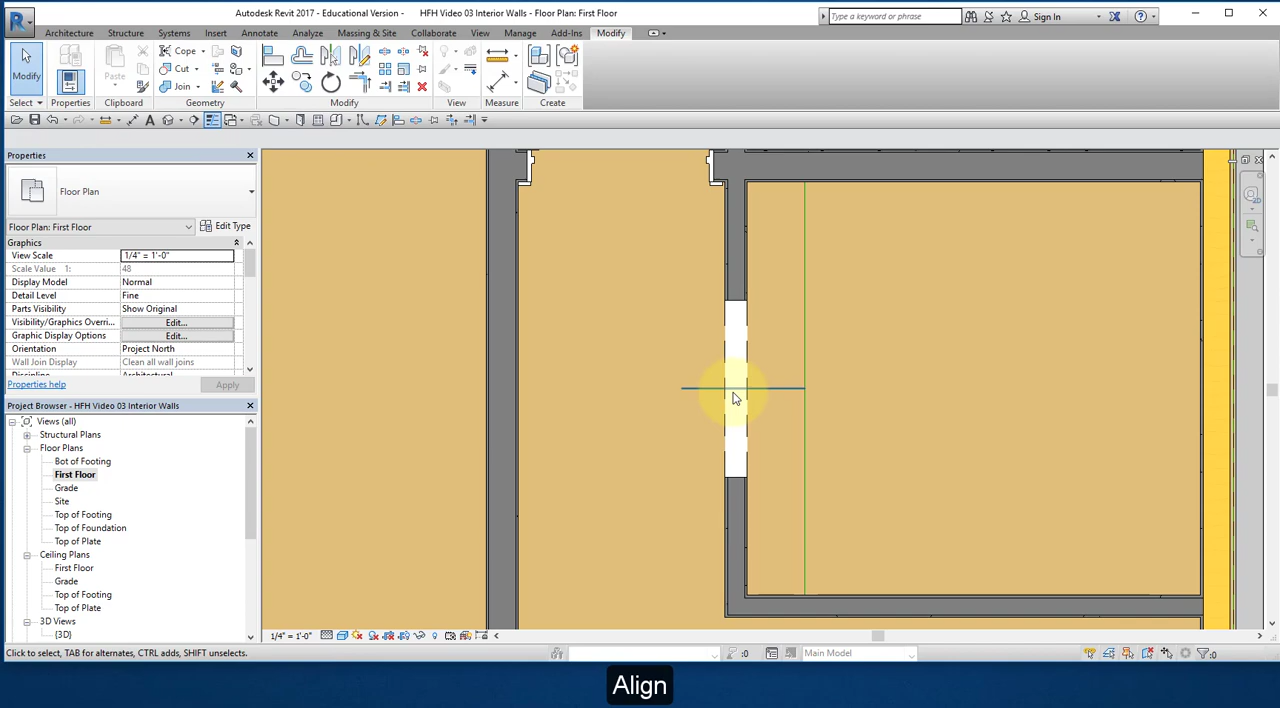 Autodesk Revit 2017 - Educational Version - HFH Video 03 Interior Walls - Floor Plan: First Floor
Type a keyword or phrase
Sign In
R
Architecture Structure Systems Insert Annotate Analyze Massing & Site Collaborate View Manage Add-Ins Modify
Modify
Paste
Cope
Cut
Join
Select Properties Clipboard Geometry Modify View Measure Create
Properties
Floor Plan
Floor Plan: First Floor
Edit Type
Graphics
View Scale 1/4" = 1'-0"
Scale Value 1: 48
Display Model Normal
Detail Level Fine
Parts Visibility Show Original
Visibility/Graphics Overri... Edit...
Graphic Display Options Edit...
Orientation Project North
Wall Join Display Clean all wall joins
Discipline Architectural
Properties help
Apply
Project Browser - HFH Video 03 Interior Walls
Views (all)
Structural Plans
Floor Plans
Bot of Footing
First Floor
Grade
Site
Top of Footing
Top of Foundation
Top of Plate
Ceiling Plans
First Floor
Grade
Top of Footing
Top of Plate
3D Views
{3D}
1/4" = 1'-0"
Click to select, TAB for alternates, CTRL adds, SHIFT unselects.
:0
Main Model
:0
Align